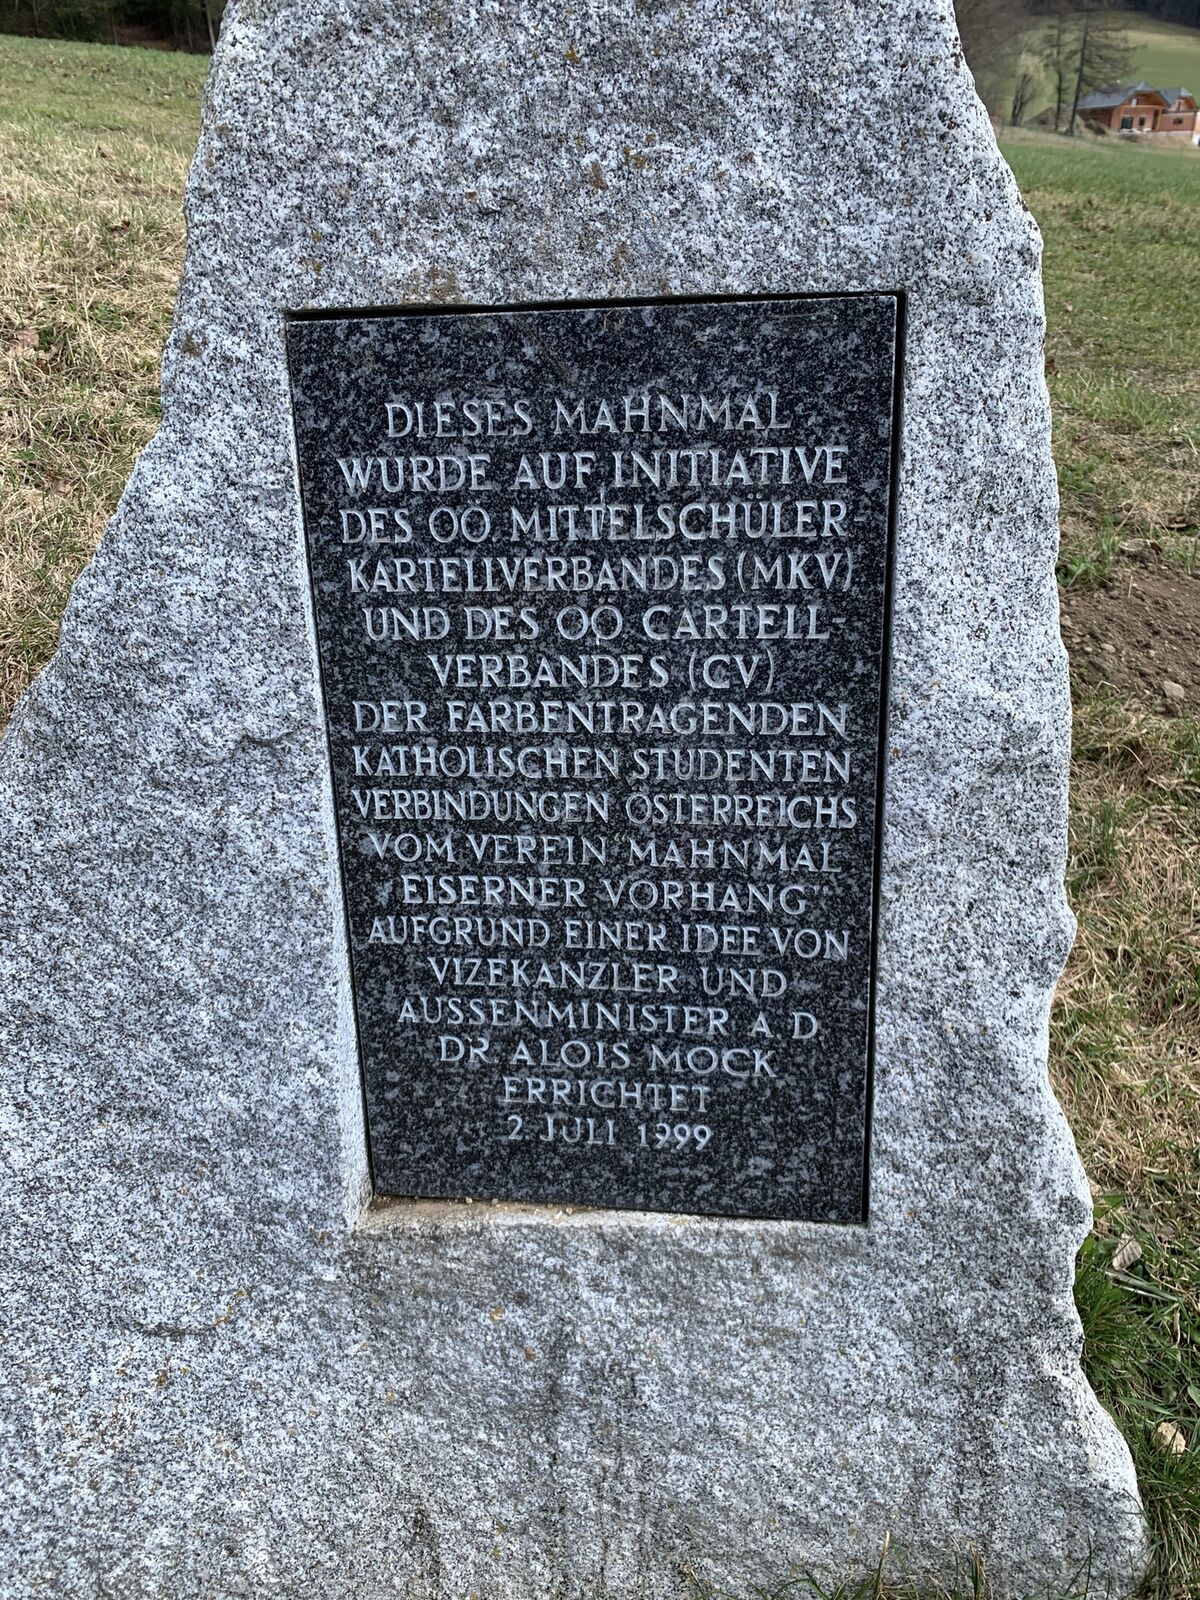 DIESES MAHNMAL
WURDE AUF INITIATIVE
DES OÖ. MITTELSCHÜLER-
KARTELLVERBANDES (MKV)
UND DES OÖ CARTELL-
VERBANDES (CV)
DER FARBENTRAGENDEN
KATHOLISCHEN STUDENTEN
VERBINDUNGEN ÖSTERREICHS
VOM VEREIN "MAHNMAL
EISERNER VORHANG"
AUFGRUND EINER IDEE VON
VIZEKANZLER UND
AUSSENMINISTER A. D.
DR. ALOIS MOCK
ERRICHTET
2. JULI 1999